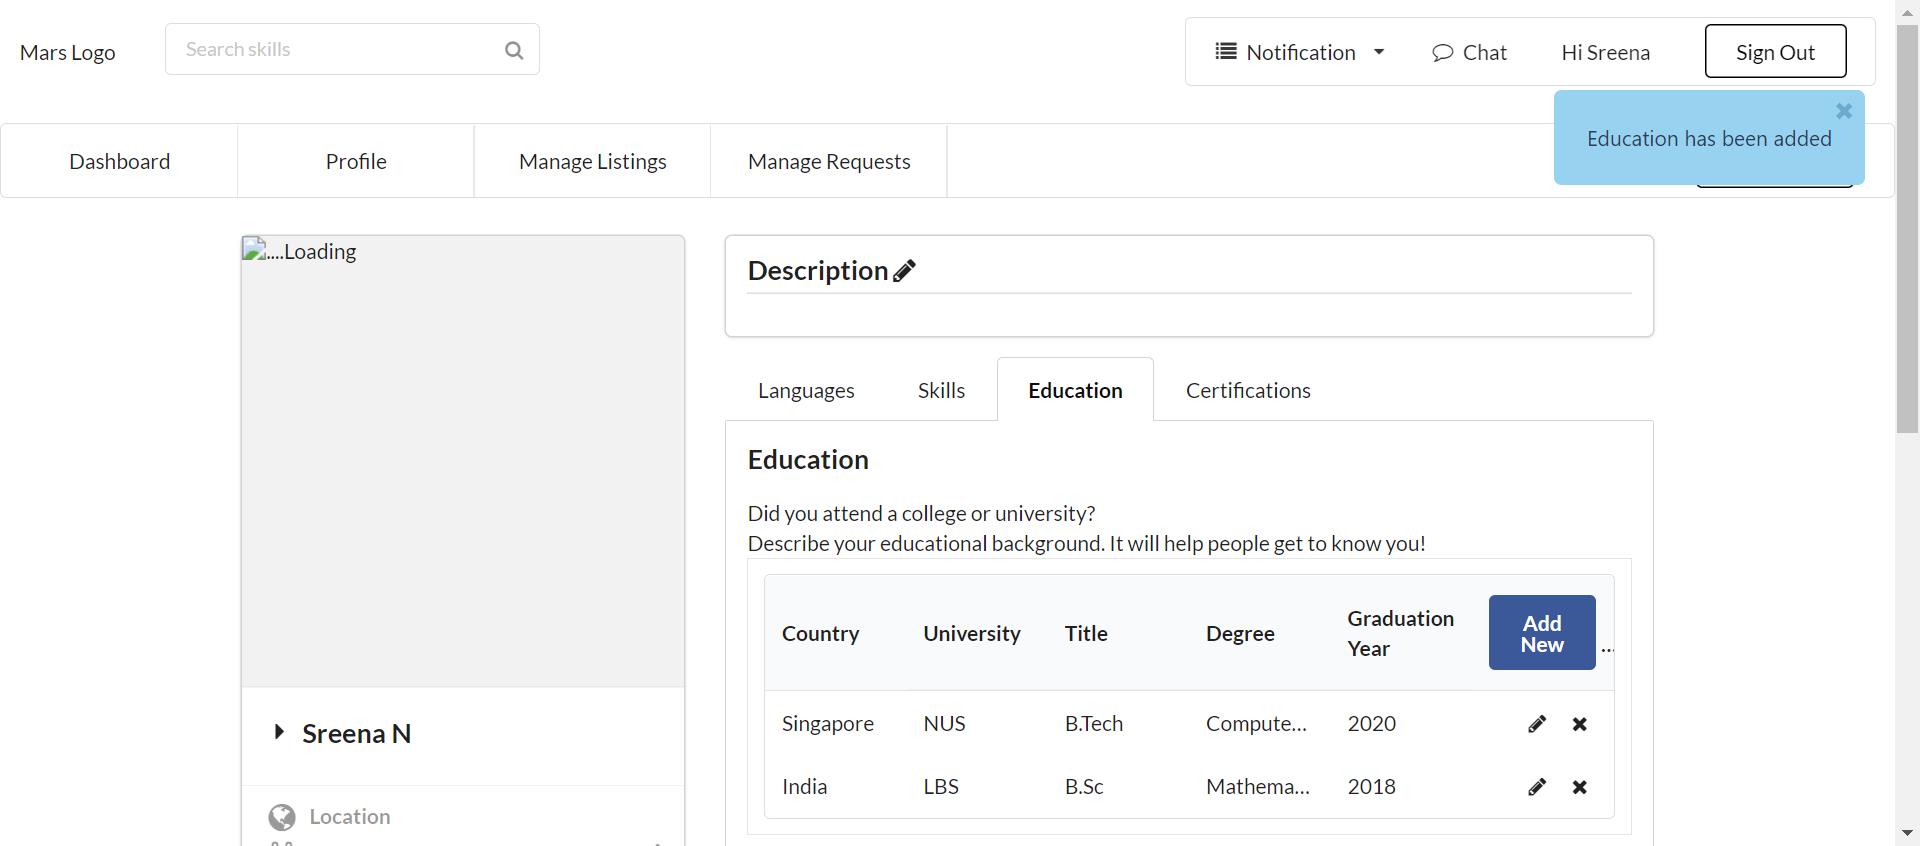 Mars Logo
Search skills
Notification
Chat
Hi Sreena
Sign Out
Education has been added
Dashboard
Profile
Manage Listings
Manage Requests
....Loading
Description
Languages
Skills
Education
Certifications
Education
Did you attend a college or university?
Describe your educational background. It will help people get to know you!
Country University Title Degree Graduation Year Add New ...
Singapore NUS B.Tech Compute... 2020
India LBS B.Sc Mathema... 2018
Sreena N
Location